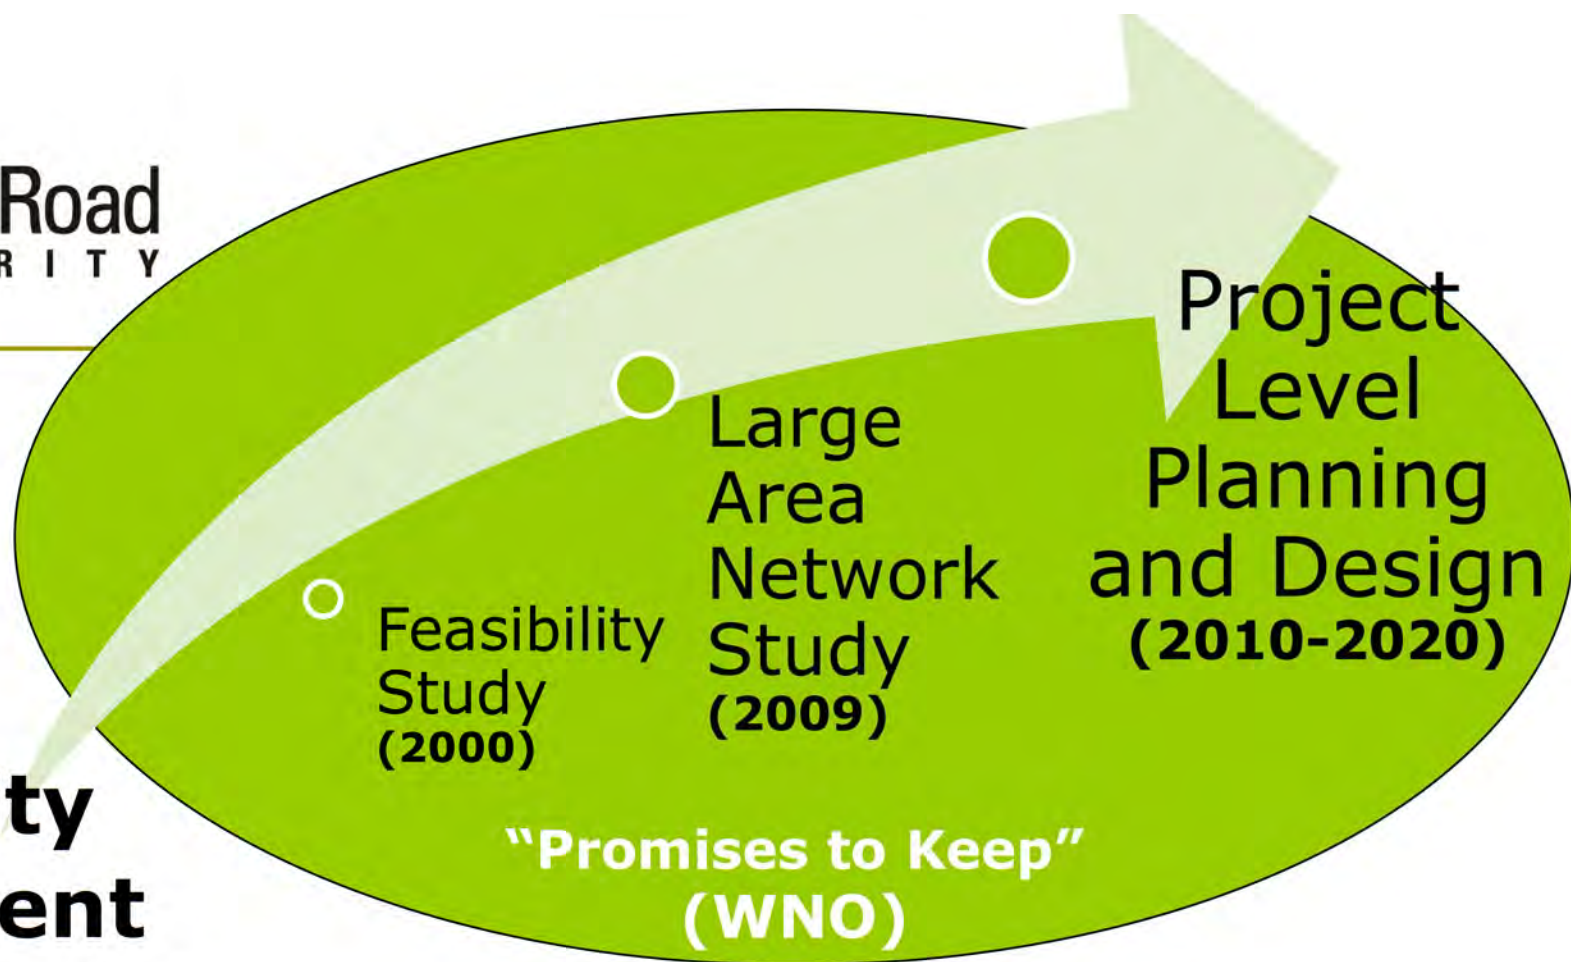 Road
RITY
Feasibility
Study
(2000)
Large
Area
Network
Study
(2009)
Project
Level
Planning
and Design
(2010-2020)
“Promises to Keep”
(WNO)
ty
ent